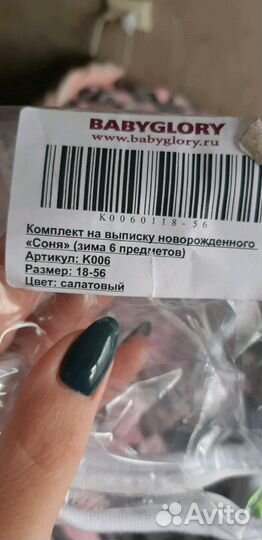 BABYGLORY
www.babyglory.ru
K0060118-56
Комплект на выписку новорожденного
«Соня» (зима 6 предметов)
Артикул: K006
Размер: 18-56
Цвет: салатовый
Avito